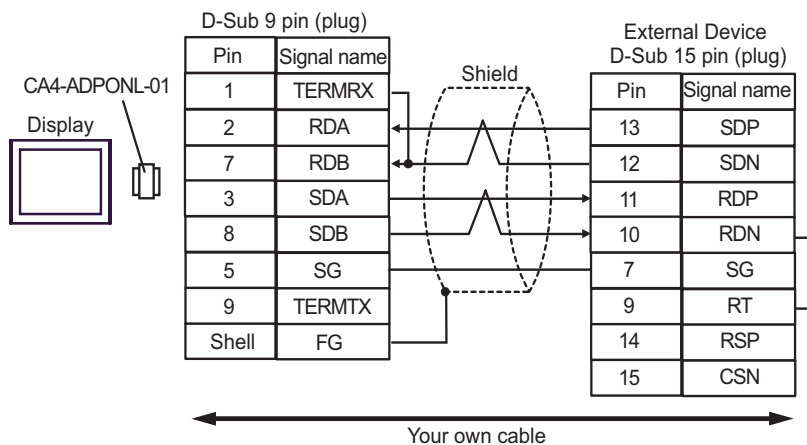 D-Sub 9 pin (plug)
External Device
D-Sub 15 pin (plug)
CA4-ADPONL-01
Display
Shield
Pin Signal name
1 TERMRX
2 RDA
7 RDB
3 SDA
8 SDB
5 SG
9 TERMTX
Shell FG
Pin Signal name
13 SDP
12 SDN
11 RDP
10 RDN
7 SG
9 RT
14 RSP
15 CSN
Your own cable